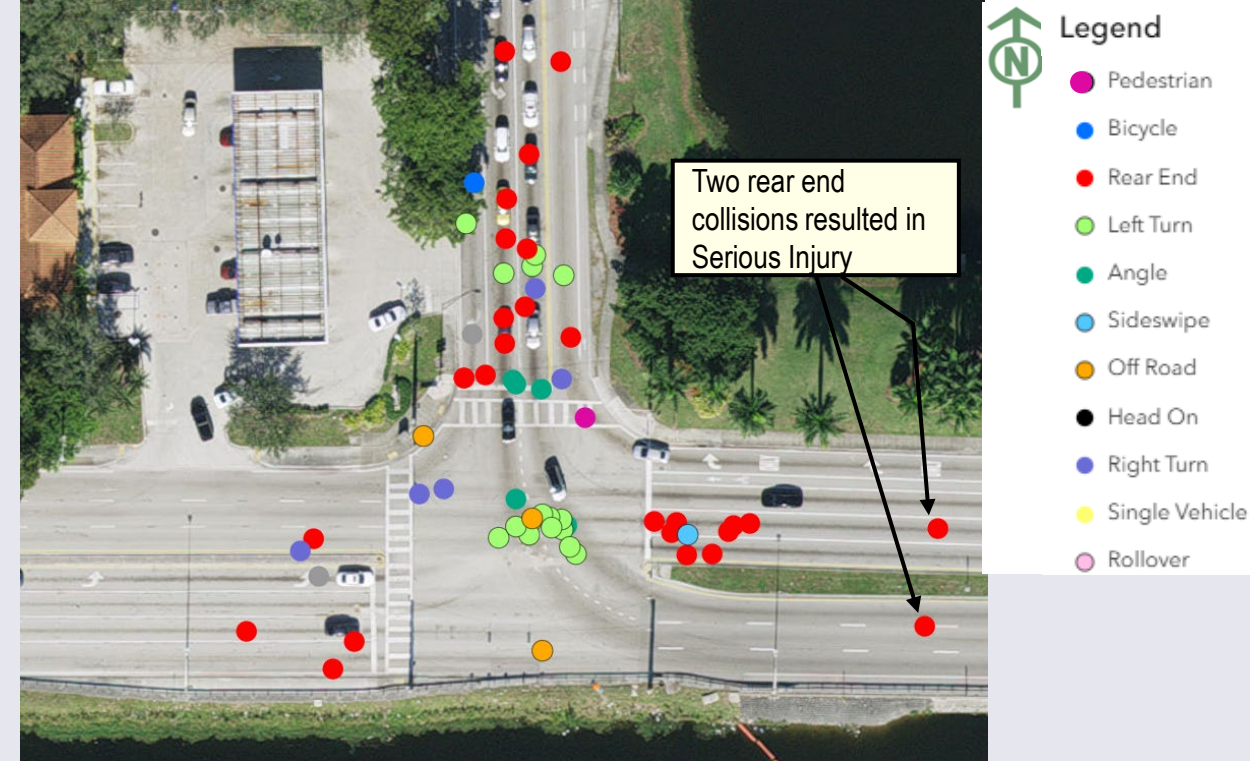 Two rear end
collisions resulted in
Serious Injury
N
Legend
Pedestrian
Bicycle
Rear End
Left Turn
Angle
Sideswipe
Off Road
Head On
Right Turn
Single Vehicle
Rollover